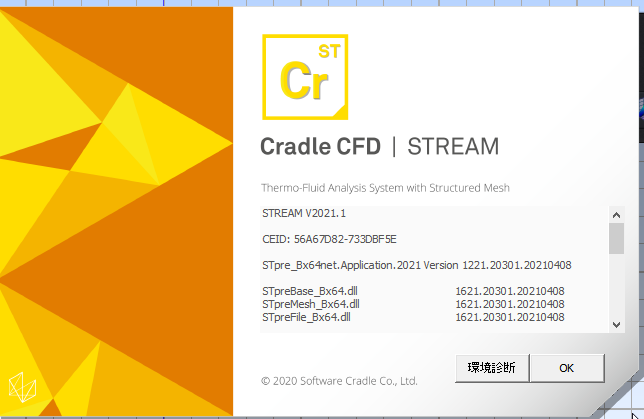 ST
Cr
Cradle CFD | STREAM
Thermo-Fluid Analysis System with Structured Mesh
STREAM V2021.1
CEID: 56A67D82-733DBF5E
STpre_Bx64net.Application.2021 Version 1221.20301.20210408
STpreBase_Bx64.dll 1621.20301.20210408
STpreMesh_Bx64.dll 1621.20301.20210408
STpreFile_Bx64.dll 1621.20301.20210408
環境診断 OK
© 2020 Software Cradle Co., Ltd.